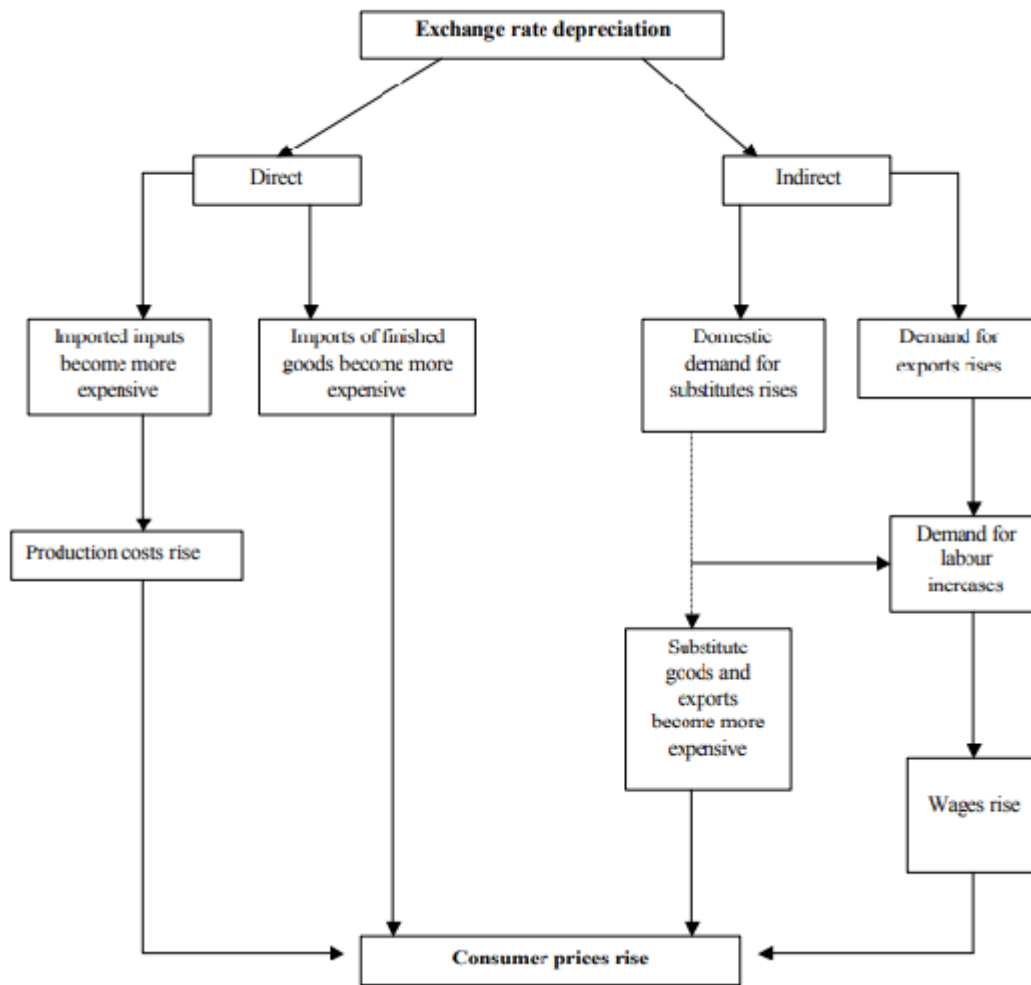 Exchange rate depreciation
Direct
Indirect
Imported inputs
become more
expensive
Imports of finished
goods become more
expensive
Domestic
demand for
substitutes rises
Demand for
exports rises
Production costs rise
Demand for
labour
increases
Substitute
goods and
exports
become more
expensive
Wages rise
Consumer prices rise